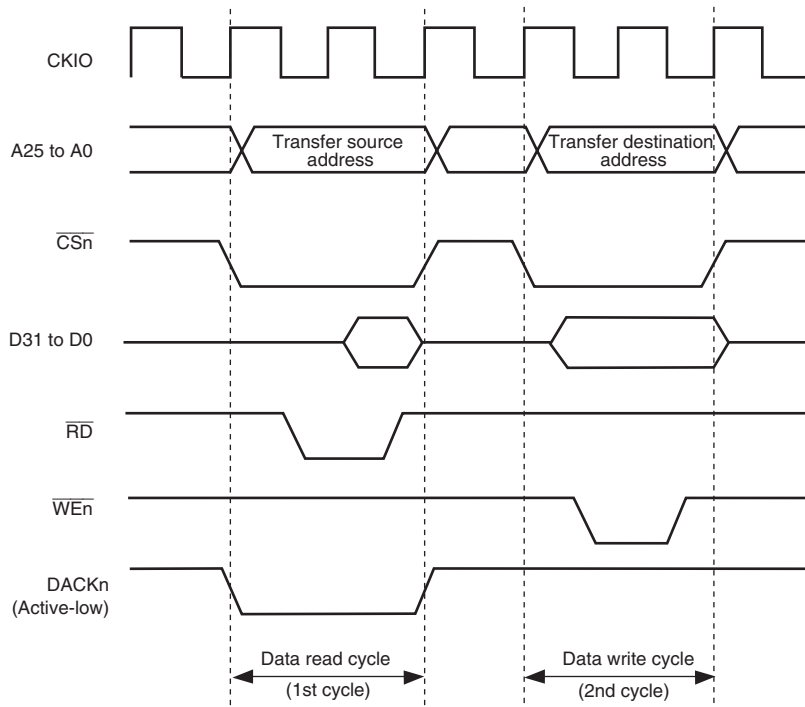 CKIO
A25 to A0
Transfer source
address
Transfer destination
address
CSn
D31 to D0
RD
WEn
DACKn
(Active-low)
Data read cycle
(1st cycle)
Data write cycle
(2nd cycle)